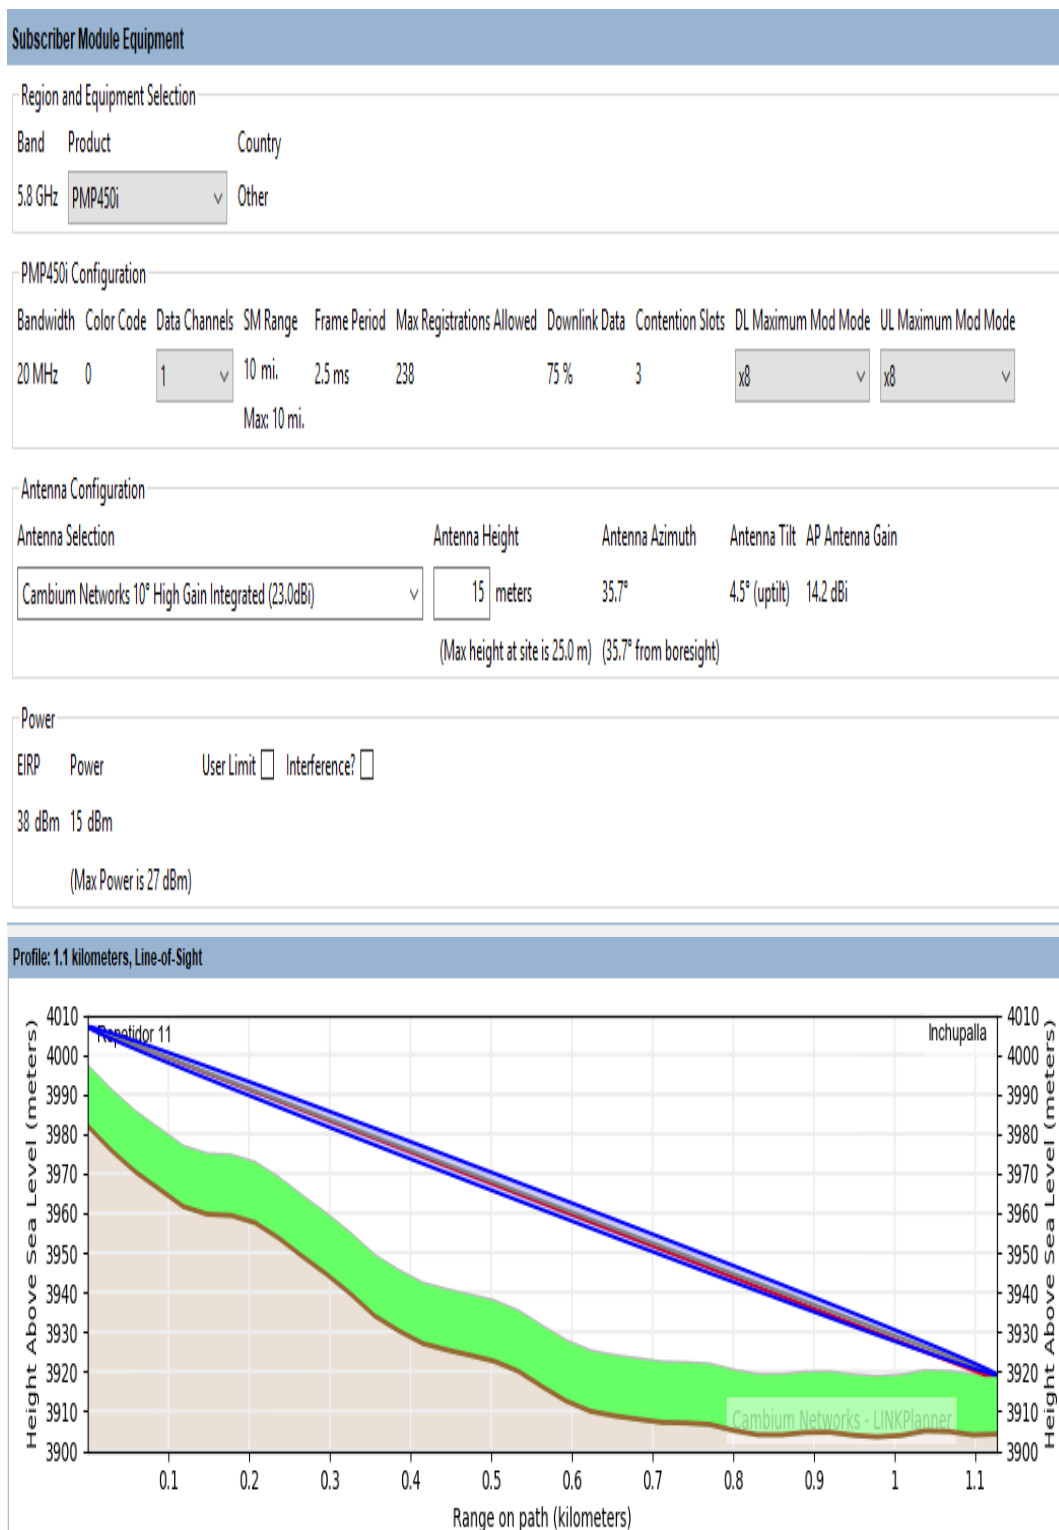 Subscriber Module Equipment
Region and Equipment Selection
Band Product Country
5.8 GHz PMP450i Other
PMP450i Configuration
Bandwidth Color Code Data Channels SM Range Frame Period Max Registrations Allowed Downlink Data Contention Slots DL Maximum Mod Mode UL Maximum Mod Mode
20 MHz 0 1 10 mi. 2.5 ms 238 75 % 3 x8 x8
Max: 10 mi.
Antenna Configuration
Antenna Selection Antenna Height Antenna Azimuth Antenna Tilt AP Antenna Gain
Cambium Networks 10° High Gain Integrated (23.0dBi) 15 meters 35.7° 4.5° (uptilt) 14.2 dBi
(Max height at site is 25.0 m) (35.7° from boresight)
Power
EIRP Power User Limit Interference?
38 dBm 15 dBm
(Max Power is 27 dBm)
Profile: 1.1 kilometers, Line-of-Sight
4010 4010
Repetidor 11 Inchupalla
4000 4000
3990 3990
3980 3980
3970 3970
3960 3960
3950 3950
3940 3940
3930 3930
3920 3920
3910 3910
Cambium Networks - LINKPlanner
3900 3900
Height Above Sea Level (meters)
Height Above Sea Level (meters)
0.1 0.2 0.3 0.4 0.5 0.6 0.7 0.8 0.9 1 1.1
Range on path (kilometers)